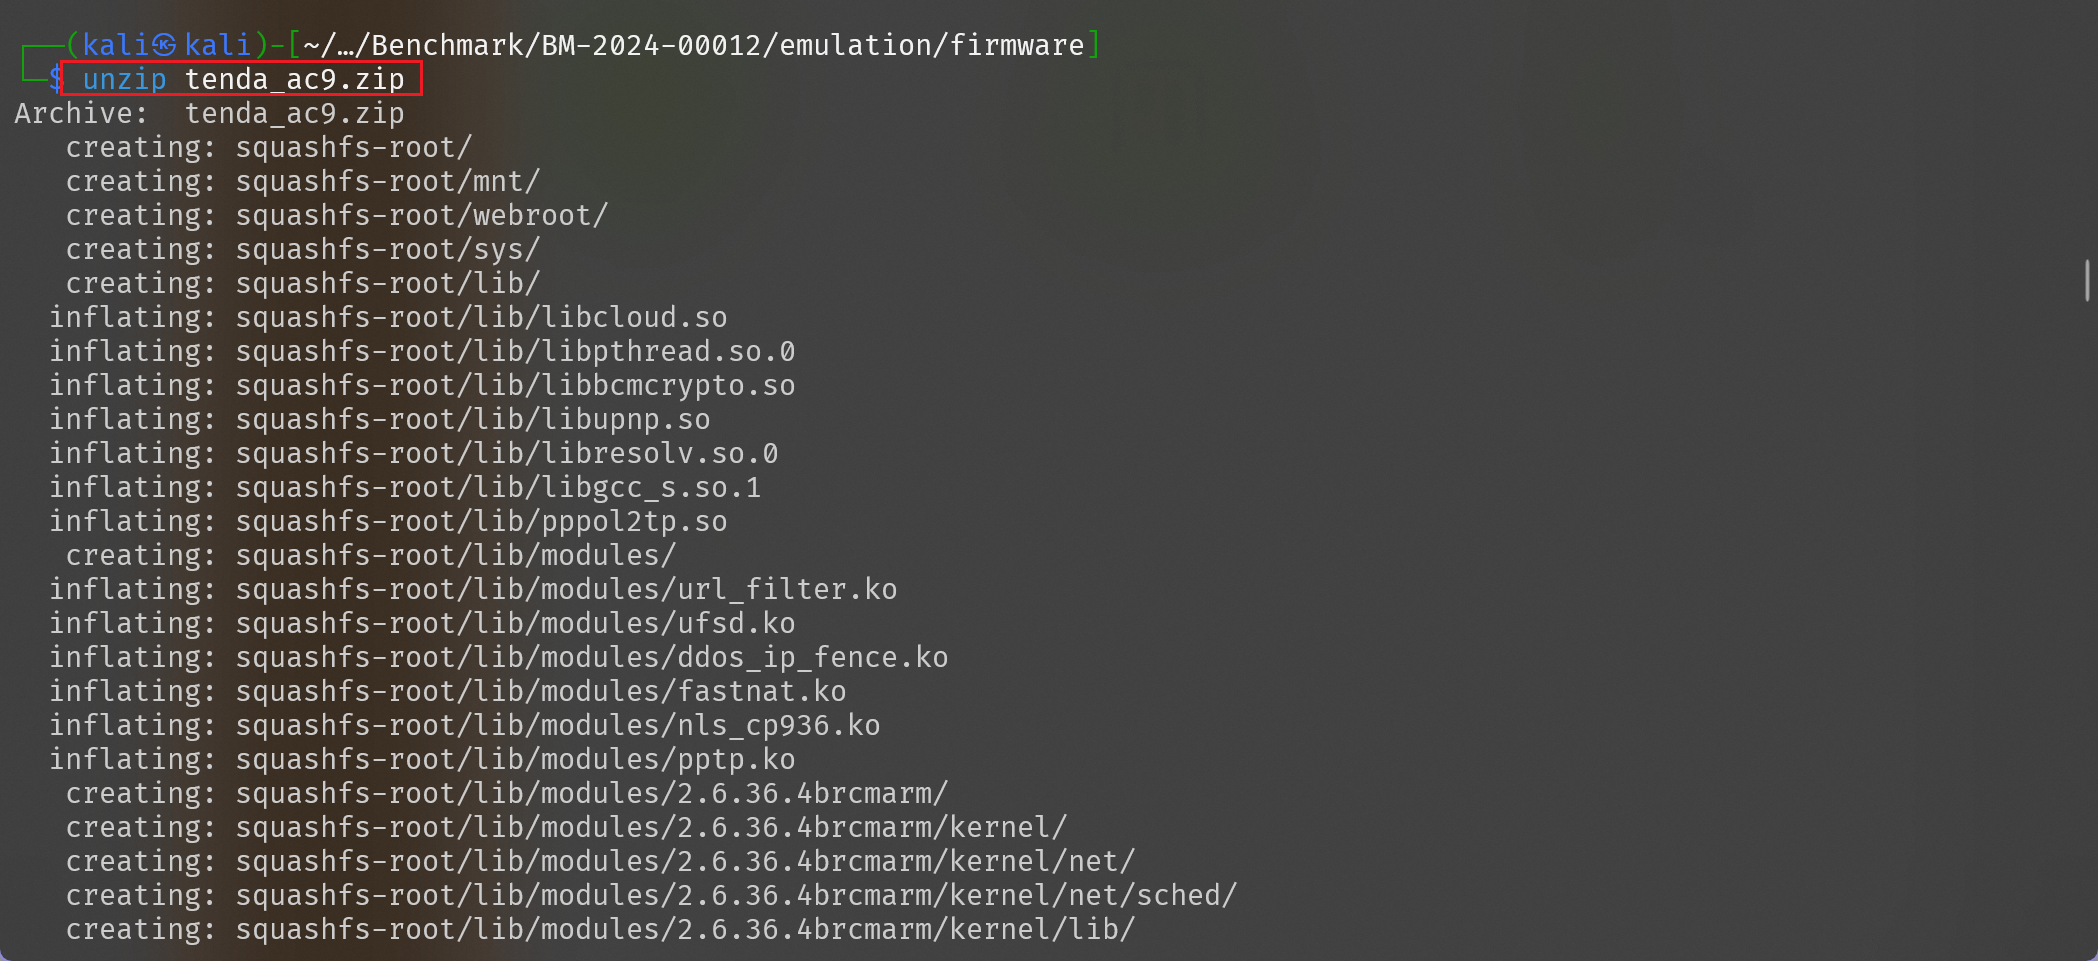 (kali㉿kali)-[~/…/Benchmark/BM-2024-00012/emulation/firmware]
$ unzip tenda_ac9.zip
Archive:  tenda_ac9.zip
   creating: squashfs-root/
   creating: squashfs-root/mnt/
   creating: squashfs-root/webroot/
   creating: squashfs-root/sys/
   creating: squashfs-root/lib/
  inflating: squashfs-root/lib/libcloud.so
  inflating: squashfs-root/lib/libpthread.so.0
  inflating: squashfs-root/lib/libbcmcrypto.so
  inflating: squashfs-root/lib/libupnp.so
  inflating: squashfs-root/lib/libresolv.so.0
  inflating: squashfs-root/lib/libgcc_s.so.1
  inflating: squashfs-root/lib/pppol2tp.so
   creating: squashfs-root/lib/modules/
  inflating: squashfs-root/lib/modules/url_filter.ko
  inflating: squashfs-root/lib/modules/ufsd.ko
  inflating: squashfs-root/lib/modules/ddos_ip_fence.ko
  inflating: squashfs-root/lib/modules/fastnat.ko
  inflating: squashfs-root/lib/modules/nls_cp936.ko
  inflating: squashfs-root/lib/modules/pptp.ko
   creating: squashfs-root/lib/modules/2.6.36.4brcmarm/
   creating: squashfs-root/lib/modules/2.6.36.4brcmarm/kernel/
   creating: squashfs-root/lib/modules/2.6.36.4brcmarm/kernel/net/
   creating: squashfs-root/lib/modules/2.6.36.4brcmarm/kernel/net/sched/
   creating: squashfs-root/lib/modules/2.6.36.4brcmarm/kernel/lib/